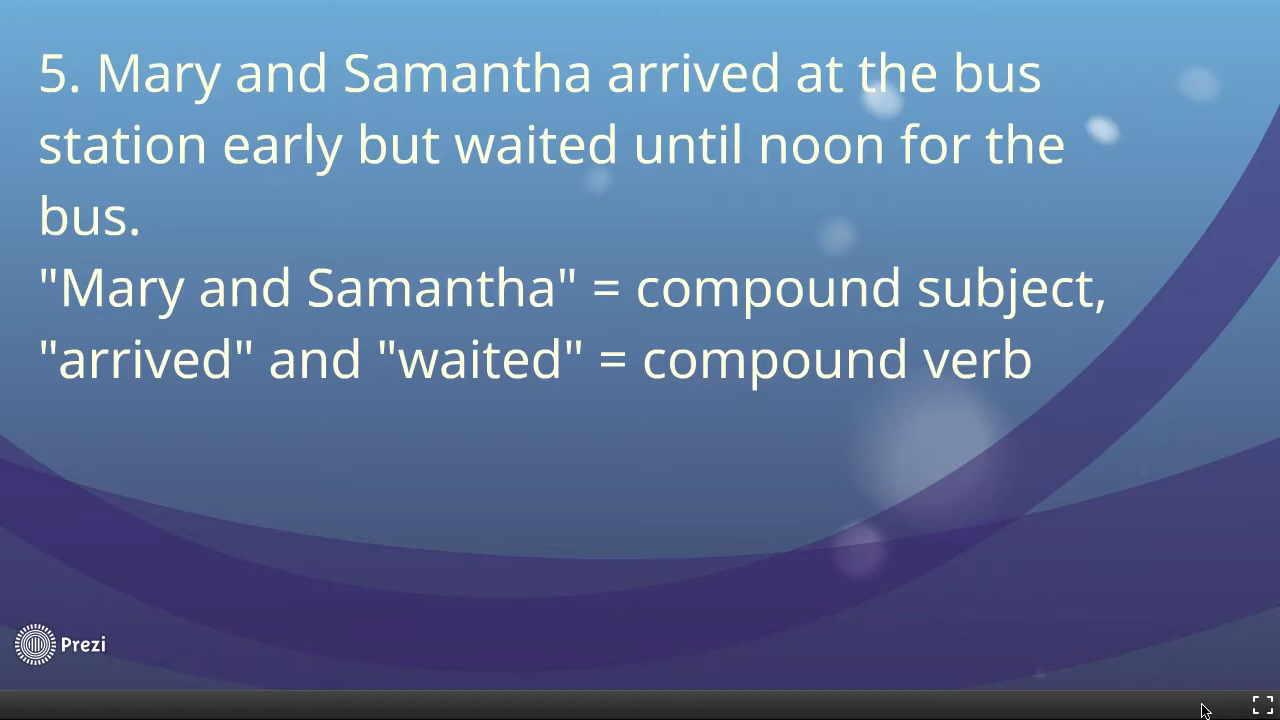 5. Mary and Samantha arrived at the bus
station early but waited until noon for the
bus.
"Mary and Samantha" = compound subject,
"arrived" and "waited" = compound verb
Prezi